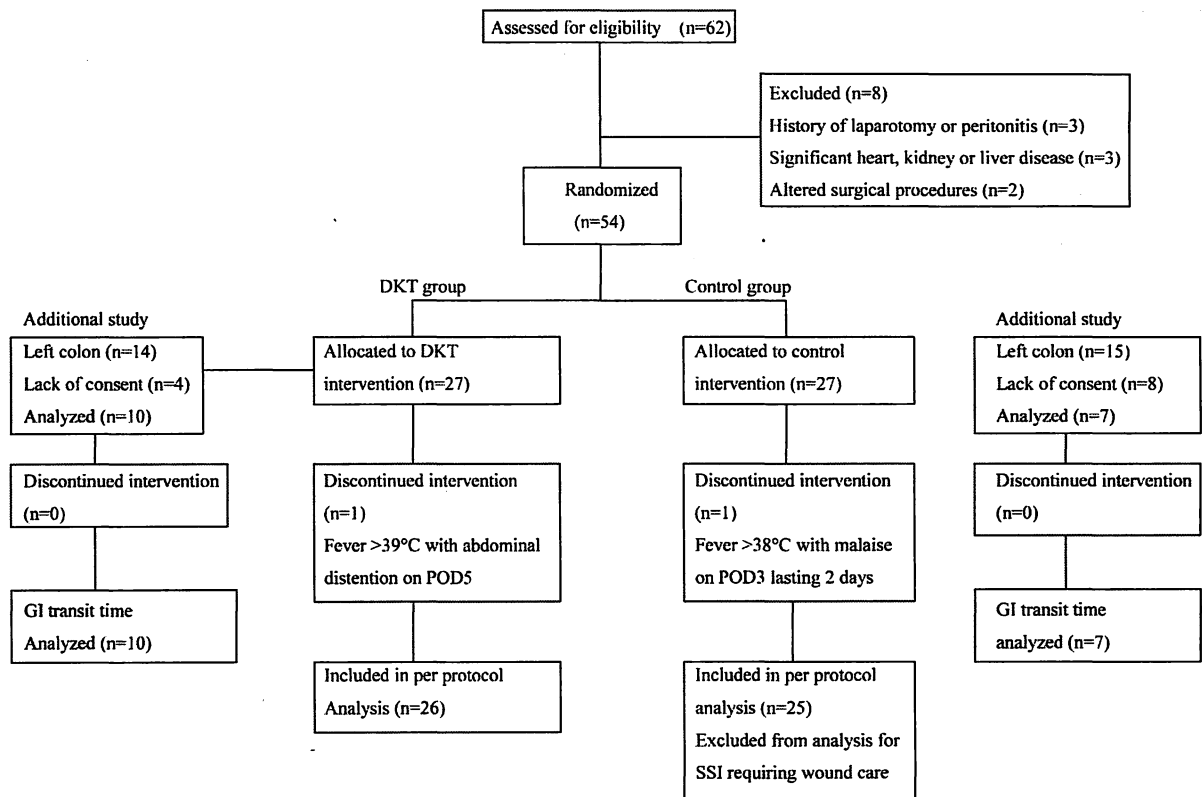 Assessed for eligibility (n=62)
Excluded (n=8)
History of laparotomy or peritonitis (n=3)
Significant heart, kidney or liver disease (n=3)
Altered surgical procedures (n=2)
Randomized
(n=54)
DKT group
Control group
Additional study
Left colon (n=14)
Lack of consent (n=4)
Analyzed (n=10)
Allocated to DKT
intervention (n=27)
Allocated to control
intervention (n=27)
Additional study
Left colon (n=15)
Lack of consent (n=8)
Analyzed (n=7)
Discontinued intervention
(n=0)
Discontinued intervention
(n=1)
Fever >39°C with abdominal
distention on POD5
Discontinued intervention
(n=1)
Fever >38°C with malaise
on POD3 lasting 2 days
Discontinued intervention
(n=0)
GI transit time
Analyzed (n=10)
Included in per protocol
Analysis (n=26)
Included in per protocol
analysis (n=25)
Excluded from analysis for
SSI requiring wound care
GI transit time
analyzed (n=7)